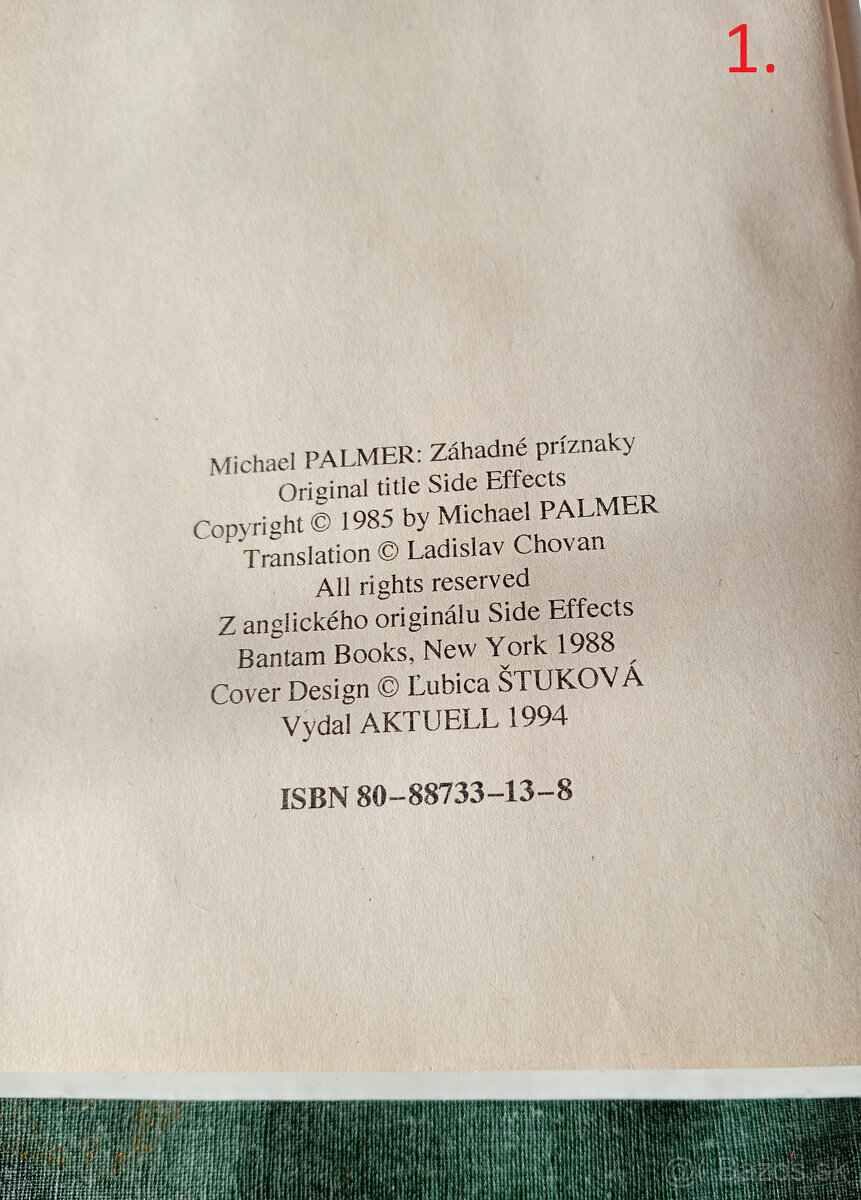 1.
Michael PALMER: Záhadné príznaky
Original title Side Effects
Copyright © 1985 by Michael PALMER
Translation © Ladislav Chovan
All rights reserved
Z anglického originálu Side Effects
Bantam Books, New York 1988
Cover Design © Ľubica ŠTUKOVÁ
Vydal AKTUELL 1994
ISBN 80–88733–13–8
Bazos.sk